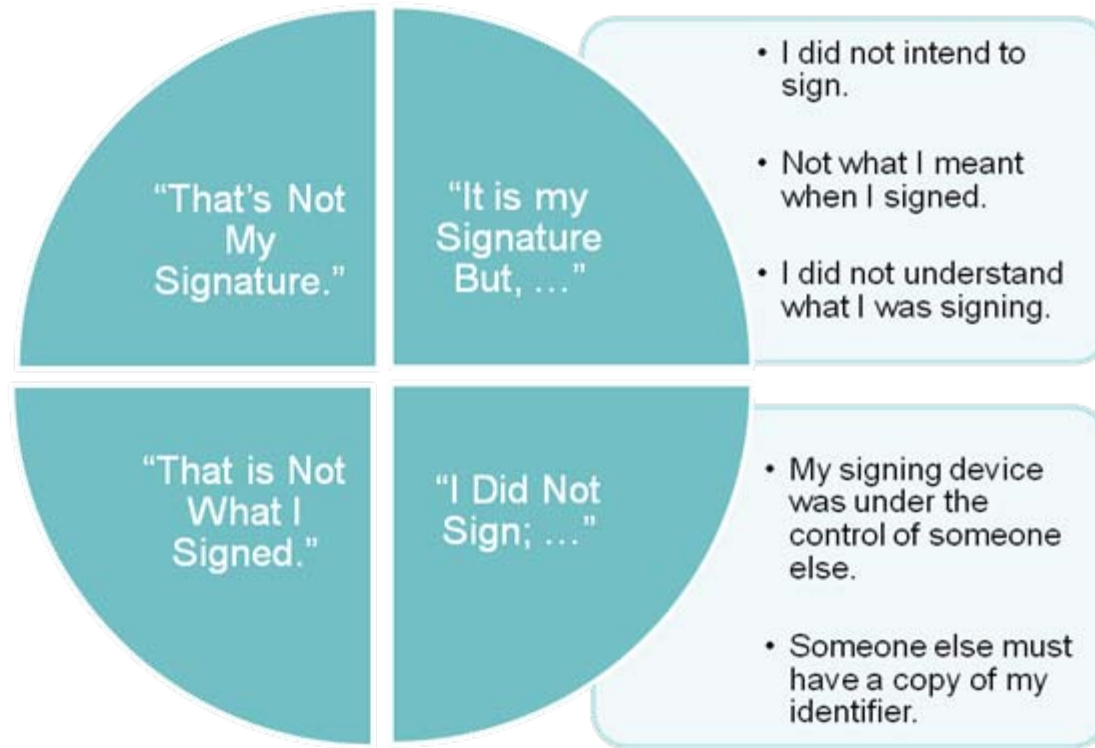 “That’s Not
My
Signature.”
“It is my
Signature
But, …”
• I did not intend to
sign.
• Not what I meant
when I signed.
• I did not understand
what I was signing.
“That is Not
What I
Signed.”
“I Did Not
Sign; …”
• My signing device
was under the
control of someone
else.
• Someone else must
have a copy of my
identifier.